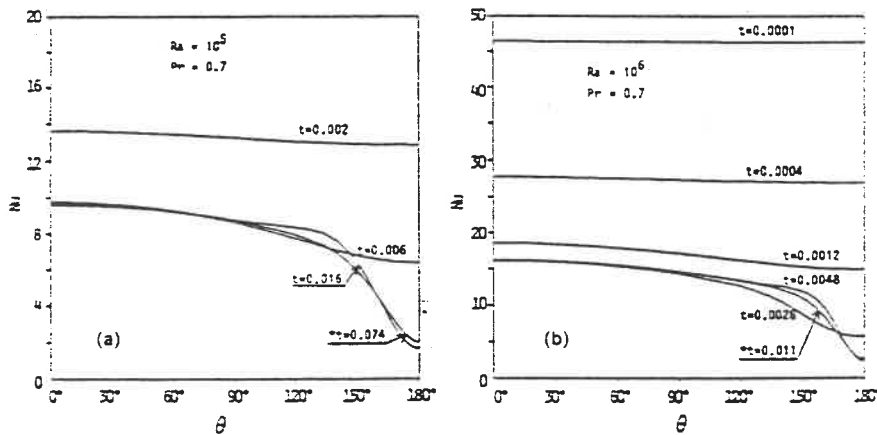 20
18
12
8
4
0
Nu
Ra = 10^5
Pr = 0.7
t=0.002
t=0.006
t=0.016
*t=0.074
(a)
0° 30° 60° 90° 120° 150° 180°
θ
50
40
30
20
10
0
Nu
t=0.0001
Ra = 10^6
Pr = 0.7
t=0.0004
t=0.0012
t=0.0048
t=0.0026
*t=0.011
(b)
0° 30° 60° 90° 120° 150° 180°
θ